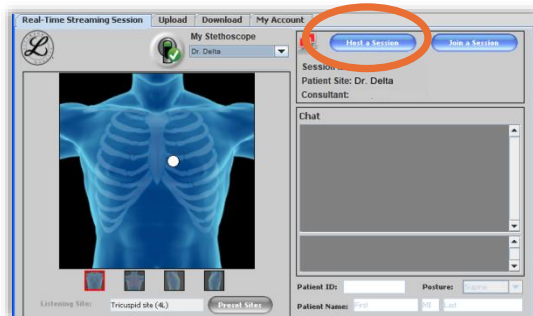 Real-Time Streaming Session Upload Download My Account
My Stethoscope
Dr. Delta
Host a Session Join a Session
Session
Patient Site: Dr. Delta
Consultant:
Chat
Patient ID: Posture: Supine
Listening Site: Tricuspid site (4L) Preset Sites
Patient Name: First MI Last